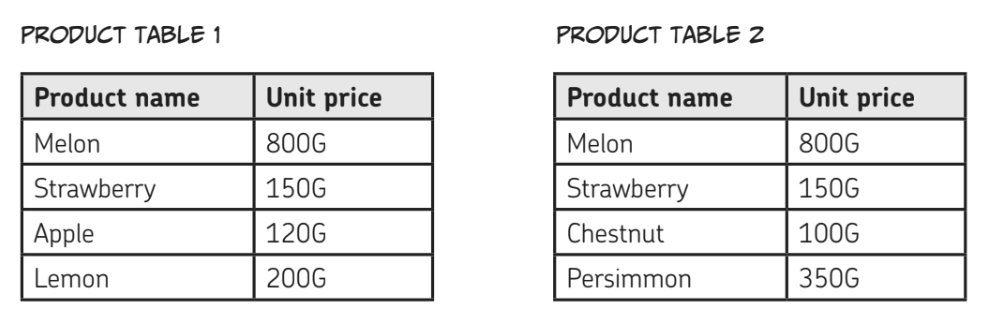 PRODUCT TABLE 1
Product name Unit price
Melon 800G
Strawberry 150G
Apple 120G
Lemon 200G
PRODUCT TABLE 2
Product name Unit price
Melon 800G
Strawberry 150G
Chestnut 100G
Persimmon 350G